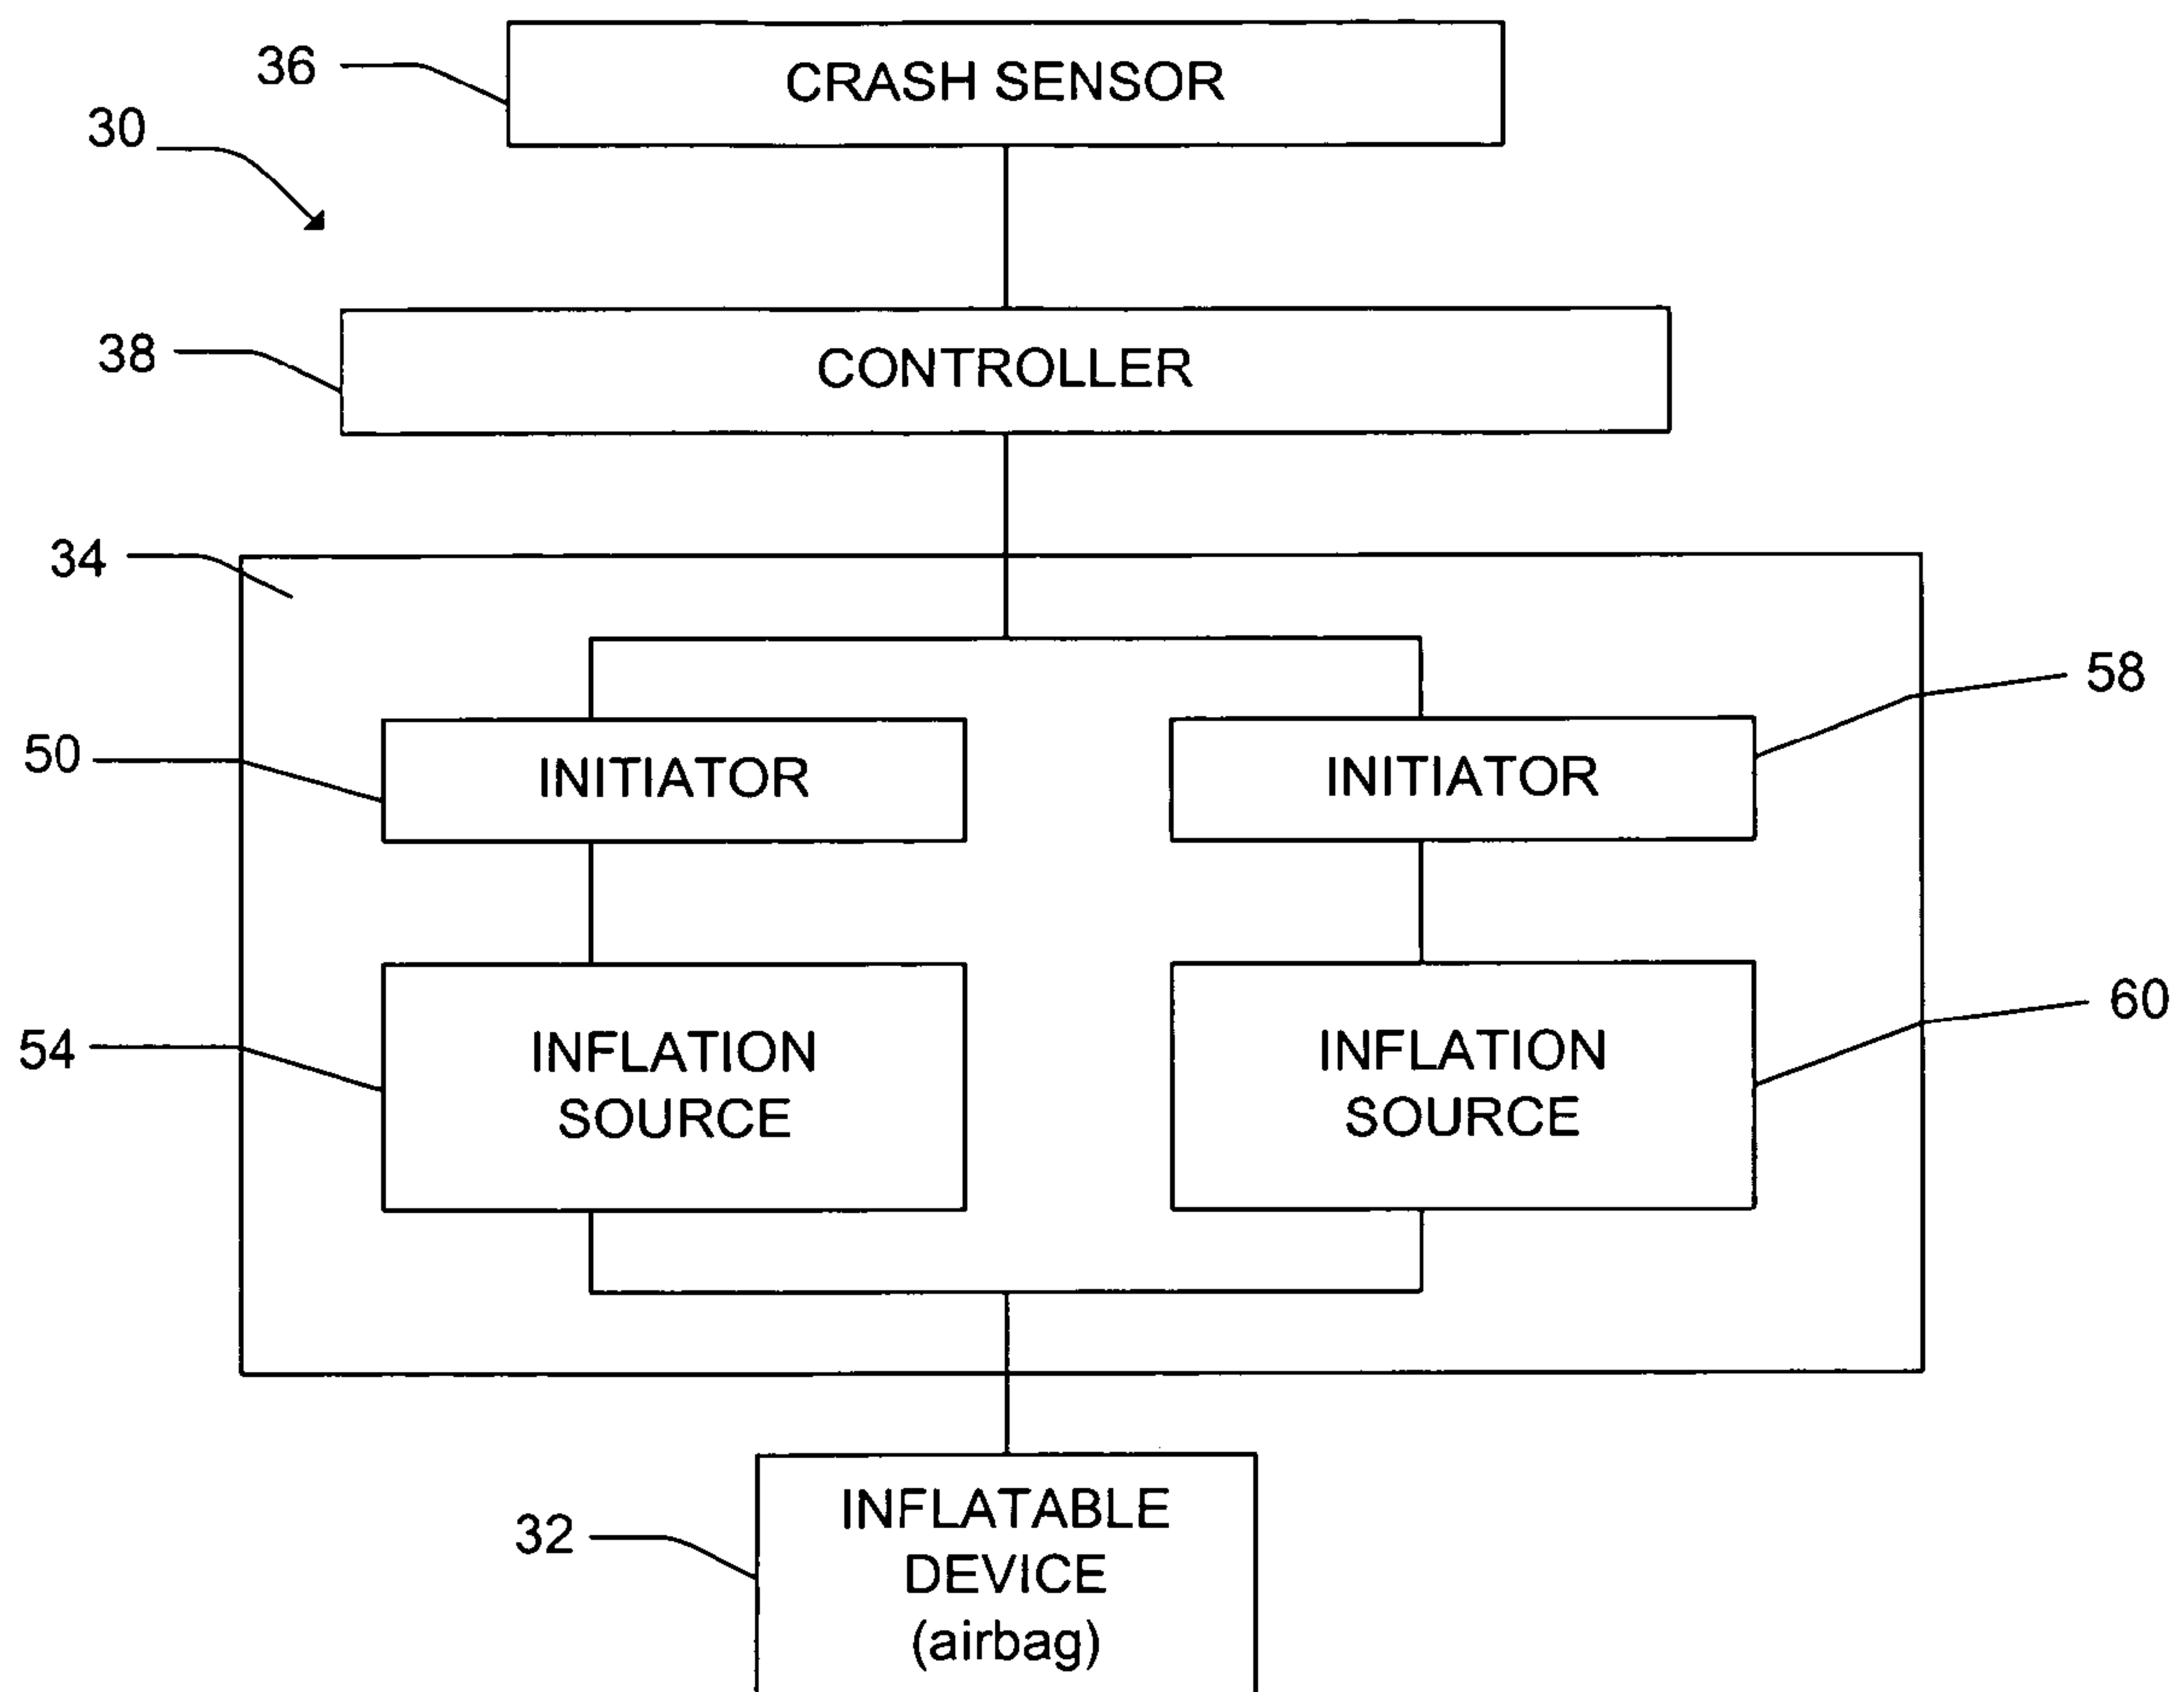 36
CRASH SENSOR
30
38
CONTROLLER
34
58
50
INITIATOR
INITIATOR
60
54
INFLATION
SOURCE
INFLATION
SOURCE
32
INFLATABLE
DEVICE
(airbag)